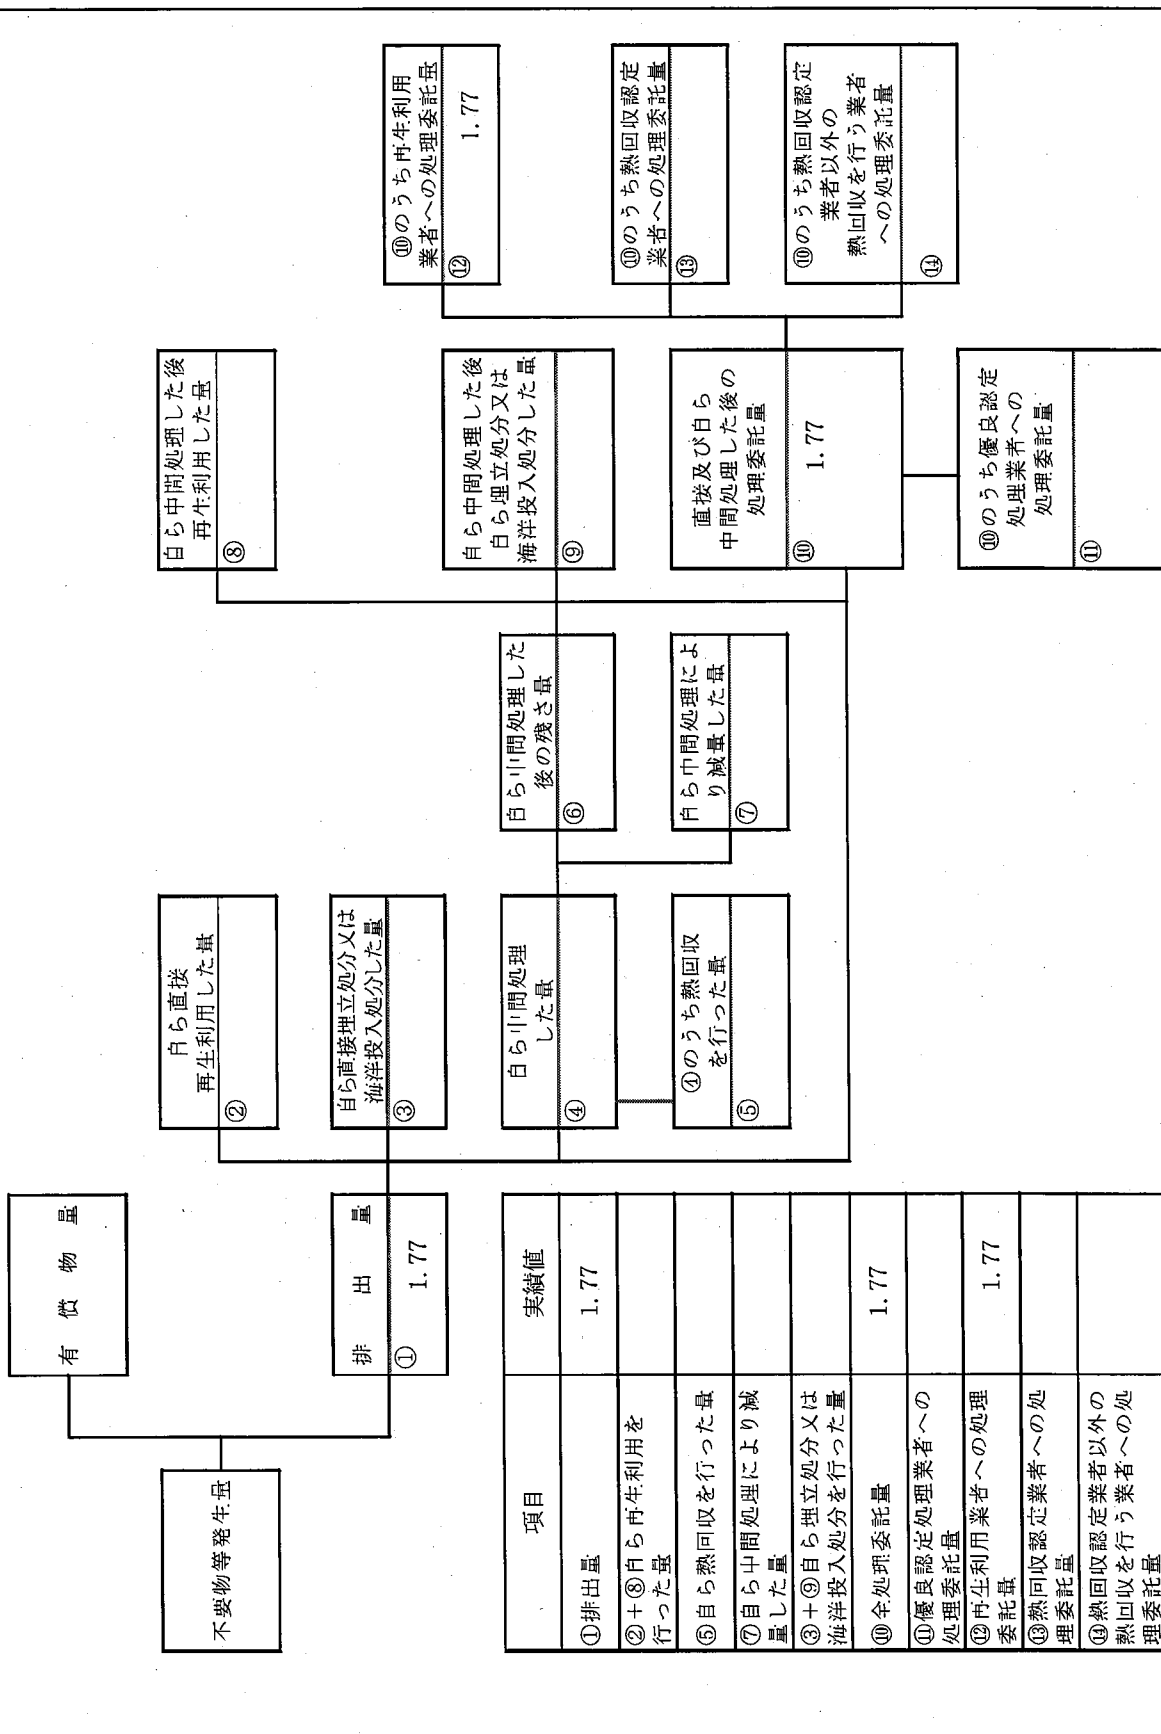 有償物量
不要物等発生量
排出量
①
1.77
自ら直接
再生利用した量
②
自ら直接埋立処分又は
海洋投入処分した量
③
自ら中間処理
した量
④
④のうち熱回収
を行った量
⑤
自ら中間処理した
後の残さ量
⑥
自ら中間処理によ
り減量した量
⑦
自ら中間処理した後
再生利用した量
⑧
自ら中間処理した後
自ら埋立処分又は
海洋投入処分した量
⑨
直接及び自ら
中間処理した後の
処理委託量
⑩
1.77
⑩のうち優良認定
処理業者への
処理委託量
⑪
⑩のうち再生利用
業者への処理委託量
⑫
1.77
⑩のうち熱回収認定
業者への処理委託量
⑬
⑩のうち熱回収認定
業者以外の
熱回収を行う業者
への処理委託量
⑭
項目 実績値
①排出量 1.77
②+⑧自ら再生利用を
行った量
⑤自ら熱回収を行った量
⑦自ら中間処理により減
量した量
③+⑨自ら埋立処分又は
海洋投入処分を行った量
⑩全処理委託量 1.77
⑪優良認定処理業者への
処理委託量
⑫再生利用業者への処理
委託量 1.77
⑬熱回収認定業者への処
理委託量
⑭熱回収認定業者以外の
熱回収を行う業者への処
理委託量